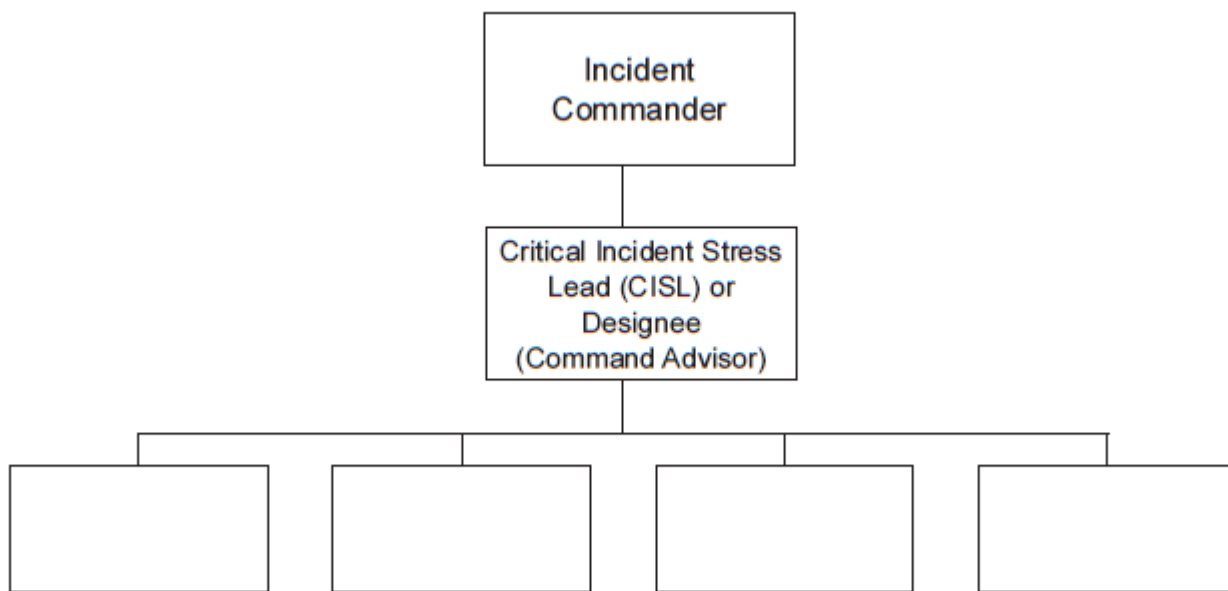 Incident
Commander
Critical Incident Stress
Lead (CISL) or
Designee
(Command Advisor)